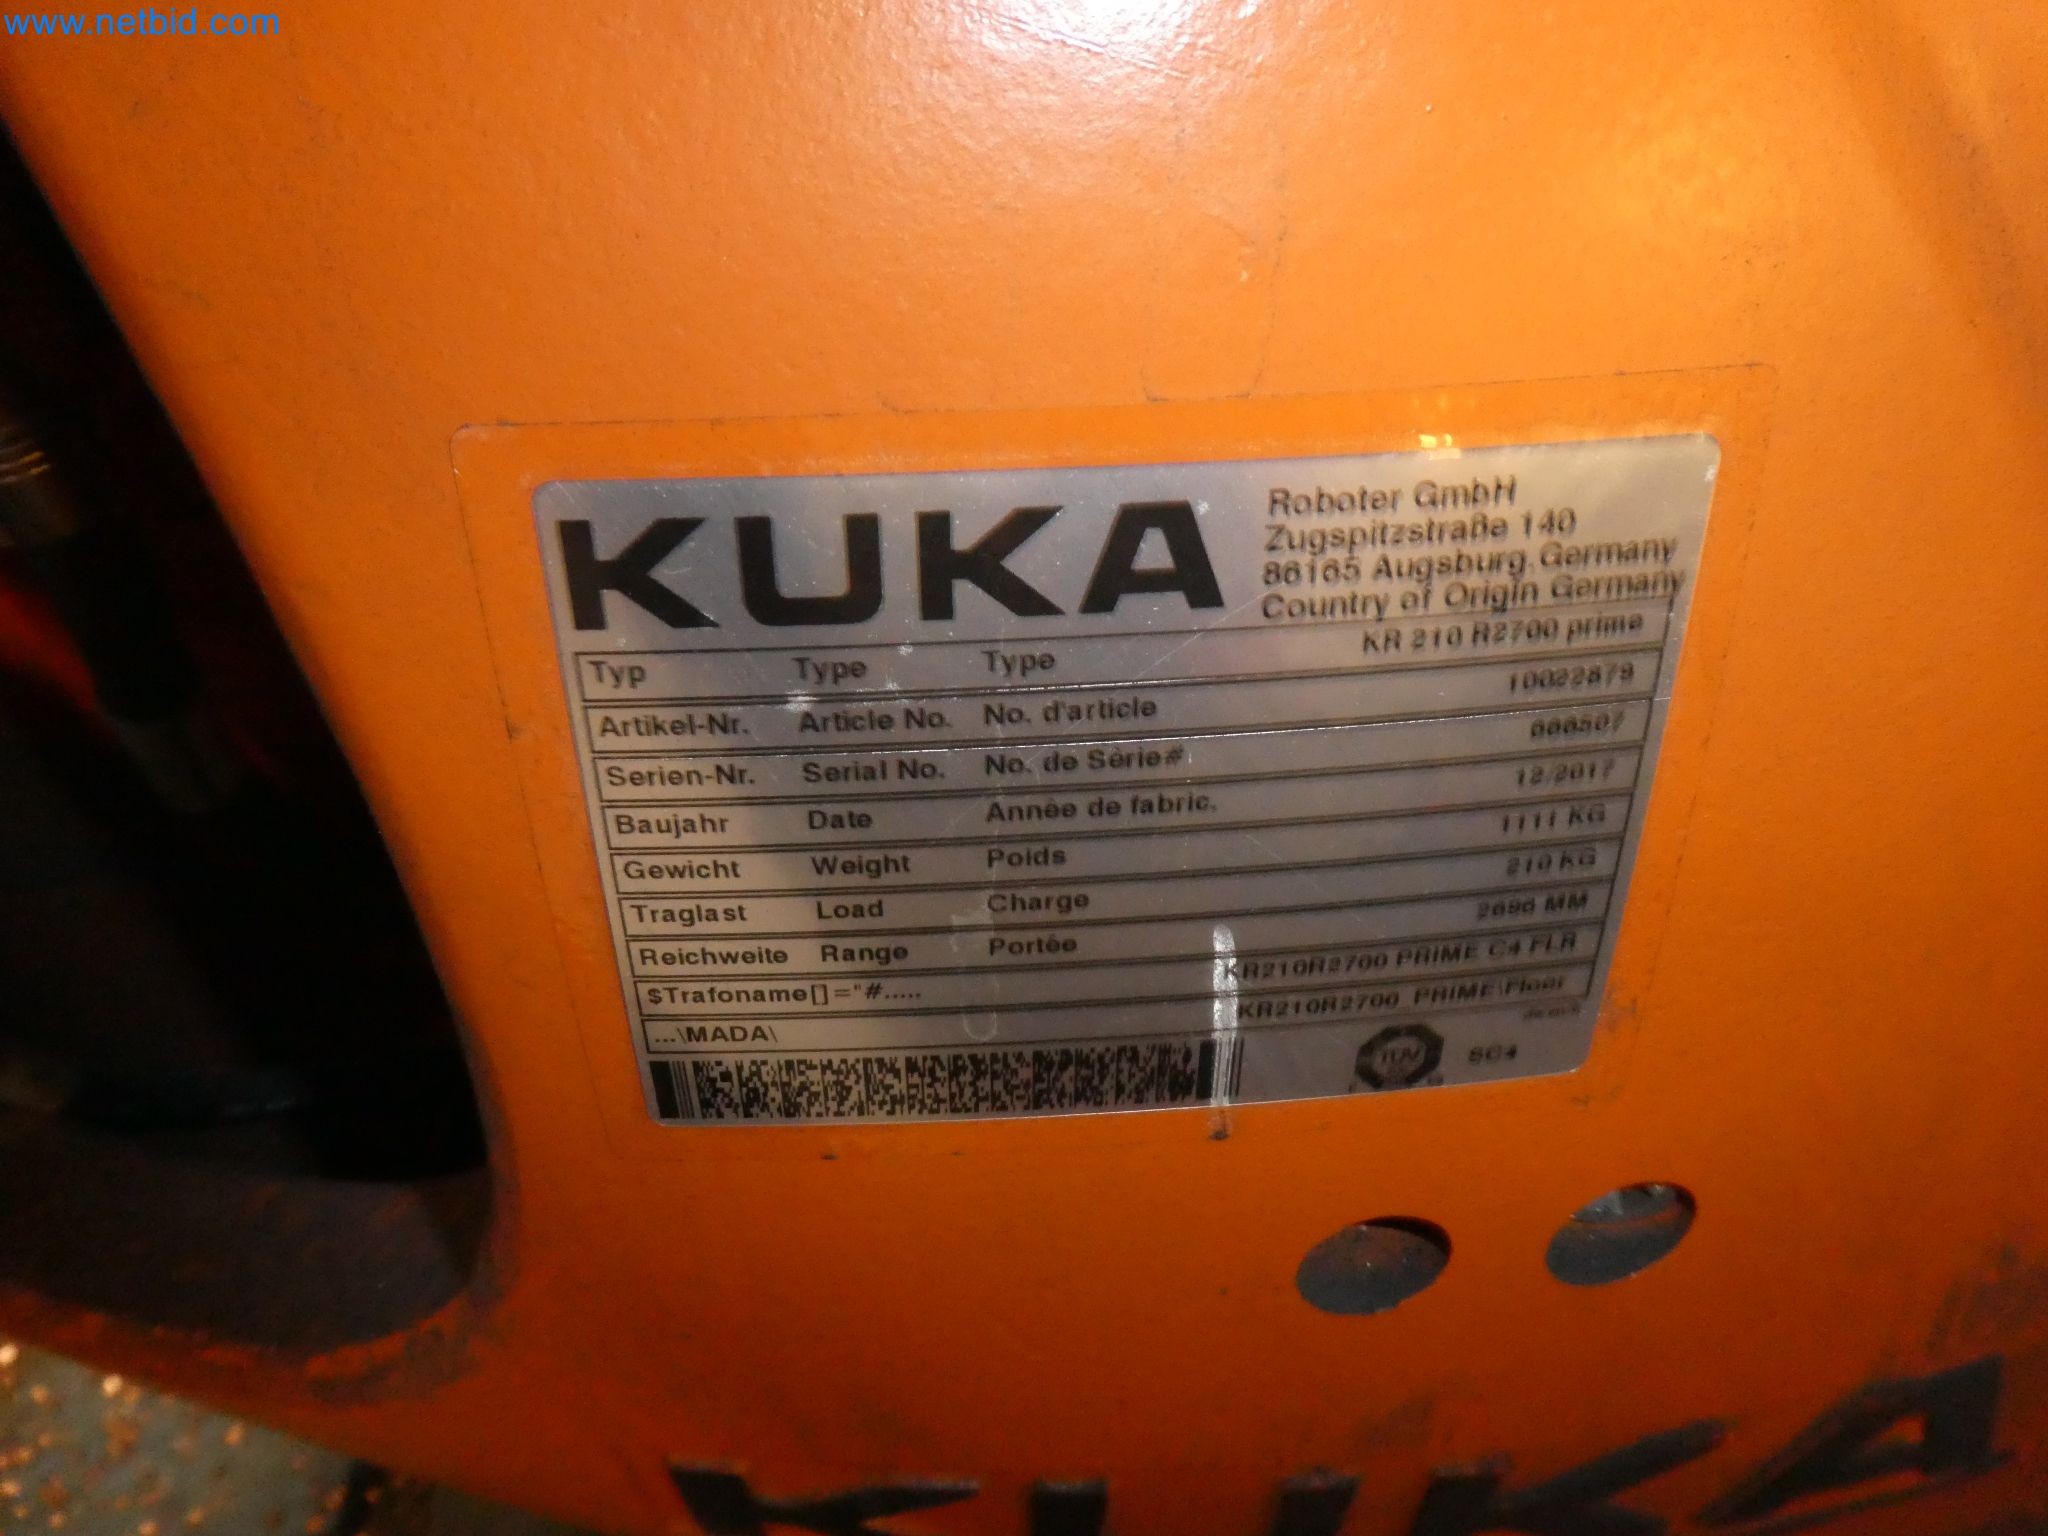 www.netbid.com
KUKA
Roboter GmbH
Zugspitzstraße 140
86165 Augsburg, Germany
Country of Origin Germany
Typ Type Type KR 210 R2700 prime
Artikel-Nr. Article No. No. d'article
Serien-Nr. Serial No. No. de Série#
Baujahr Date Année de fabric. 12/2017
Gewicht Weight Poids 1111 KG
Traglast Load Charge 210 KG
Reichweite Range Portée 2696 MM
$Trafoname[]="#..... KR210R2700 PRIME C4 FLR
...\MADA\ KR210R2700 PRIME\Floor
TÜV
KUKA